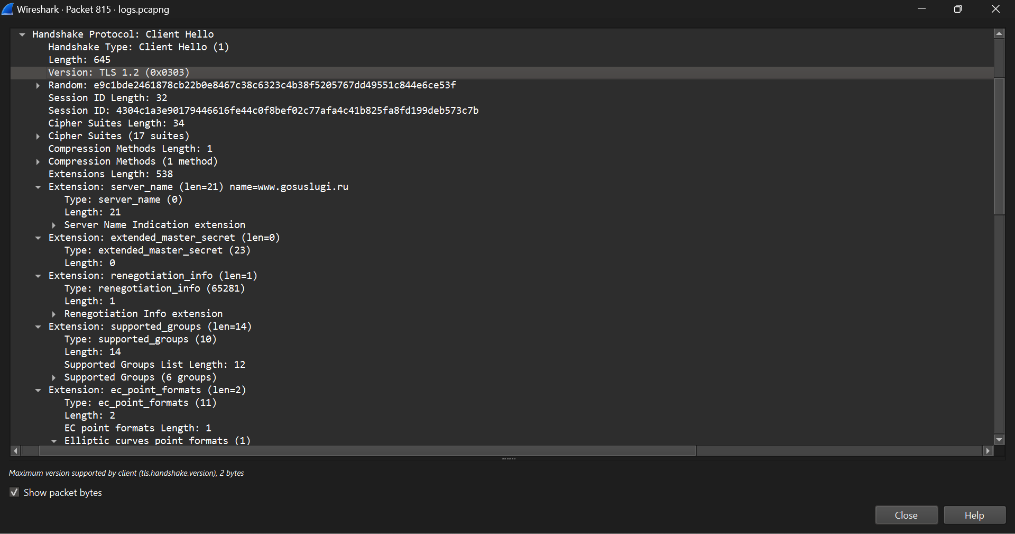 Wireshark · Packet 815 · logs.pcapng
Handshake Protocol: Client Hello
Handshake Type: Client Hello (1)
Length: 645
Version: TLS 1.2 (0x0303)
Random: e9c1bde2461878cb22b0e8467c38c6323c4b38f5205767dd49551c844e6ce53f
Session ID Length: 32
Session ID: 4304c1a3e90179446616fe44c0f8bef02c77afa4c41b825fa8fd199deb573c7b
Cipher Suites Length: 34
Cipher Suites (17 suites)
Compression Methods Length: 1
Compression Methods (1 method)
Extensions Length: 538
Extension: server_name (len=21) name=www.gosuslugi.ru
Type: server_name (0)
Length: 21
Server Name Indication extension
Extension: extended_master_secret (len=0)
Type: extended_master_secret (23)
Length: 0
Extension: renegotiation_info (len=1)
Type: renegotiation_info (65281)
Length: 1
Renegotiation Info extension
Extension: supported_groups (len=14)
Type: supported_groups (10)
Length: 14
Supported Groups List Length: 12
Supported Groups (6 groups)
Extension: ec_point_formats (len=2)
Type: ec_point_formats (11)
Length: 2
EC point formats Length: 1
Elliptic curves point formats (1)
Maximum version supported by client (tls.handshake.version), 2 bytes
Show packet bytes
Close Help